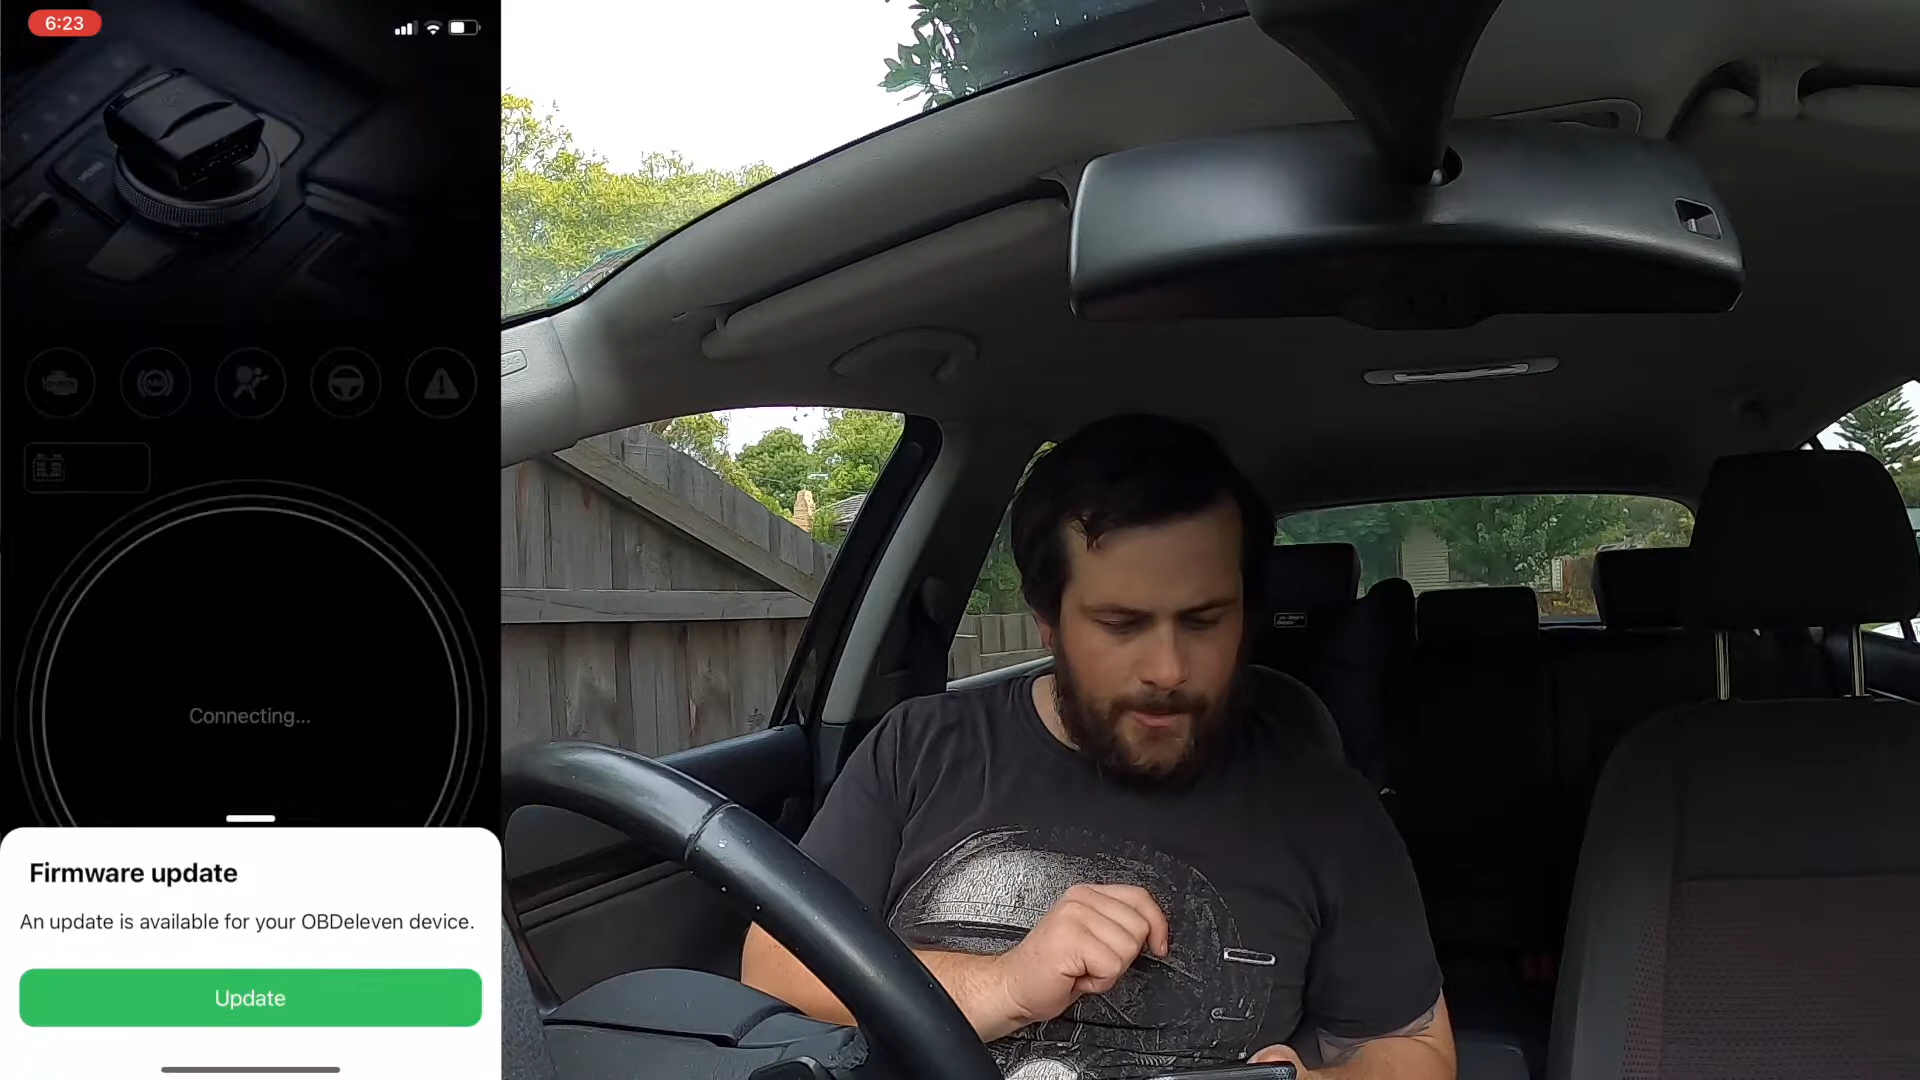 6:23
Connecting...
Firmware update
An update is available for your OBDeleven device.
Update